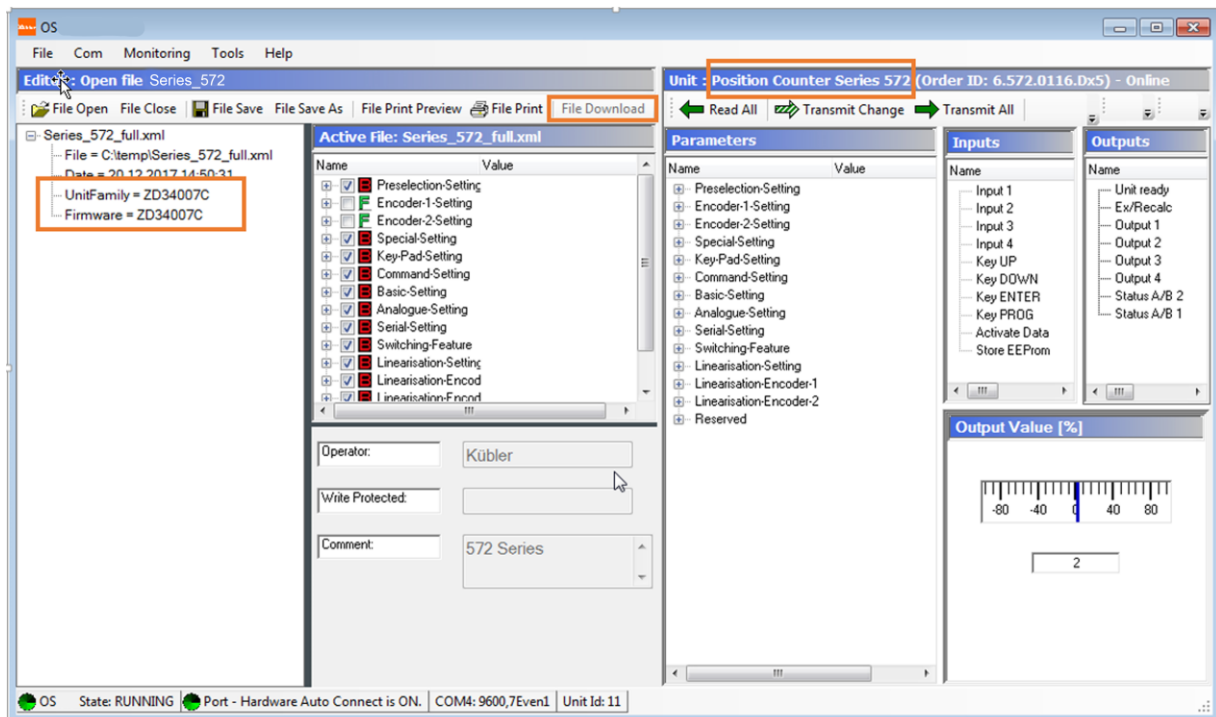 OS
File Com Monitoring Tools Help
Editor: Open file Series_572
File Open File Close File Save File Save As File Print Preview File Print File Download
Series_572_full.xml
File = C:\temp\Series_572_full.xml
Date = 20.12.2017 14:50:31
UnitFamily = ZD34007C
Firmware = ZD34007C
Active File: Series_572_full.xml
Name Value
Preselection-Setting
F Encoder-1-Setting
F Encoder-2-Setting
Special-Setting
Key-Pad-Setting
Command-Setting
Basic-Setting
Analogue-Setting
Serial-Setting
Switching-Feature
Linearisation-Setting
Linearisation-Encod
Linearisation-Encod
Operator: Kübler
Write Protected:
Comment: 572 Series
Unit : Position Counter Series 572 (Order ID: 6.572.0116.Dx5) - Online
Read All Transmit Change Transmit All
Parameters
Name Value
Preselection-Setting
Encoder-1-Setting
Encoder-2-Setting
Special-Setting
Key-Pad-Setting
Command-Setting
Basic-Setting
Analogue-Setting
Serial-Setting
Switching-Feature
Linearisation-Setting
Linearisation-Encoder-1
Linearisation-Encoder-2
Reserved
Inputs
Name
Input 1
Input 2
Input 3
Input 4
Key UP
Key DOWN
Key ENTER
Key PROG
Activate Data
Store EEProm
Outputs
Name
Unit ready
Ex/Recalc
Output 1
Output 2
Output 3
Output 4
Status A/B 2
Status A/B 1
Output Value [%]
-80 -40 0 40 80
2
OS State: RUNNING Port - Hardware Auto Connect is ON. COM4: 9600,7Even1 Unit Id: 11